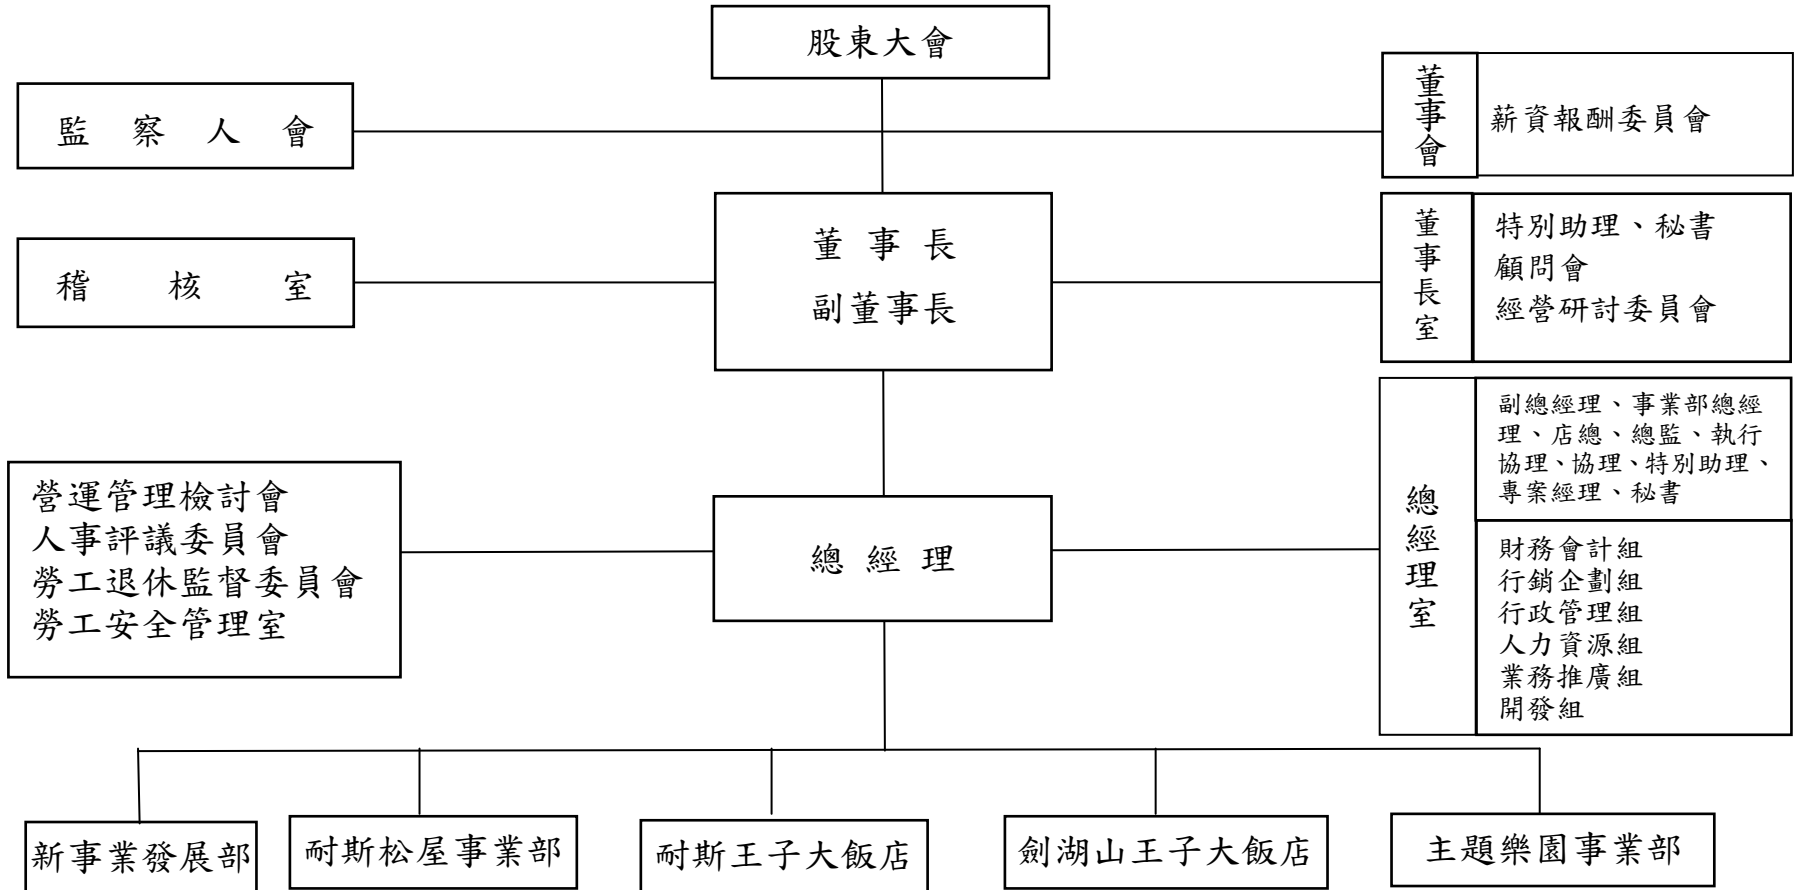 股東大會
監察人會
董事會
薪資報酬委員會
董事長
副董事長
稽核室
董事長室
特別助理、秘書
顧問會
經營研討委員會
營運管理檢討會
人事評議委員會
勞工退休監督委員會
勞工安全管理室
總經理
總經理室
副總經理、事業部總經
理、店總、總監、執行
協理、協理、特別助理、
專案經理、秘書
財務會計組
行銷企劃組
行政管理組
人力資源組
業務推廣組
開發組
新事業發展部
耐斯松屋事業部
耐斯王子大飯店
劍湖山王子大飯店
主題樂園事業部